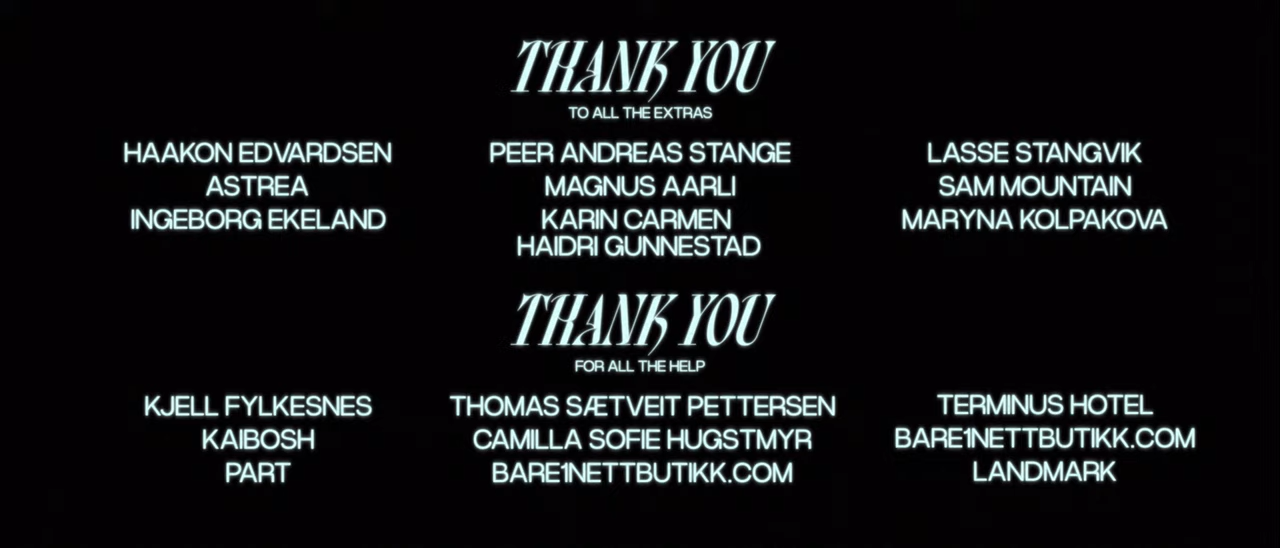 THANK YOU
TO ALL THE EXTRAS
HAAKON EDVARDSEN
ASTREA
INGEBORG EKELAND
PEER ANDREAS STANGE
MAGNUS AARLI
KARIN CARMEN
HAIDRI GUNNESTAD
LASSE STANGVIK
SAM MOUNTAIN
MARYNA KOLPAKOVA
THANK YOU
FOR ALL THE HELP
KJELL FYLKESNES
KAIBOSH
PART
THOMAS SÆTVEIT PETTERSEN
CAMILLA SOFIE HUGSTMYR
BARE1NETTBUTIKK.COM
TERMINUS HOTEL
BARE1NETTBUTIKK.COM
LANDMARK